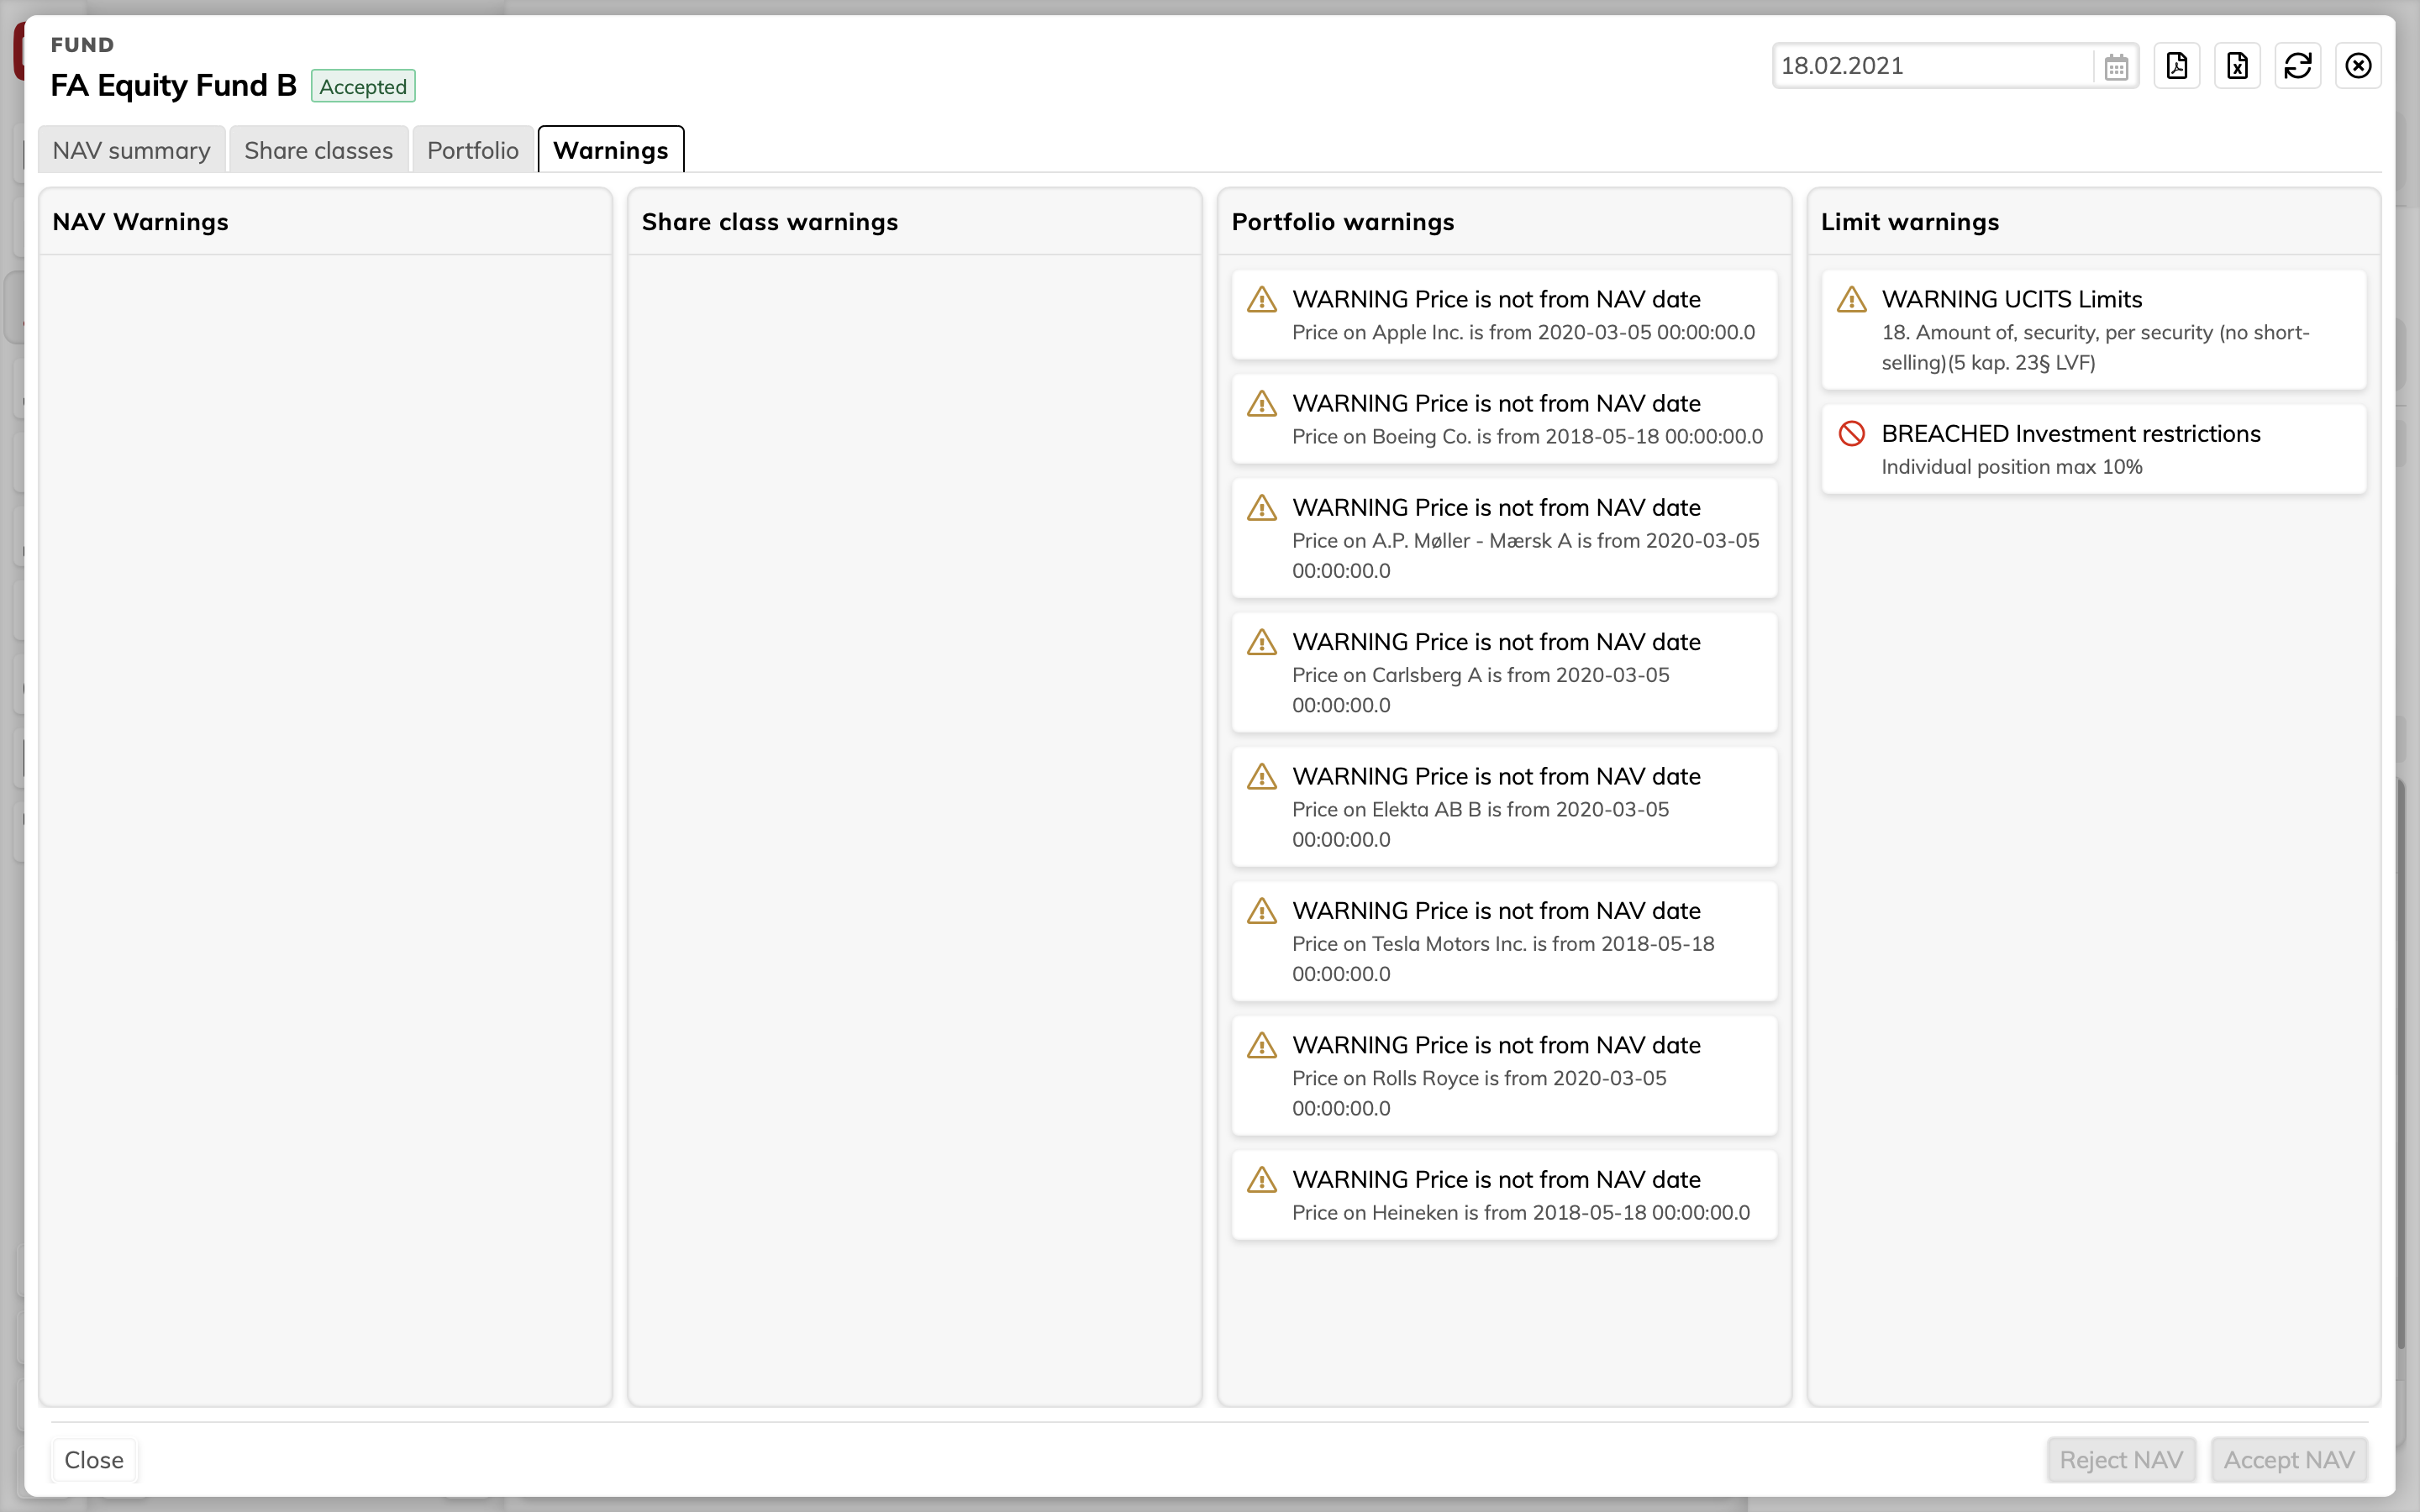 FUND
FA Equity Fund B Accepted
18.02.2021
NAV summary Share classes Portfolio Warnings
NAV Warnings
Share class warnings
Portfolio warnings
WARNING Price is not from NAV date
Price on Apple Inc. is from 2020-03-05 00:00:00.0
WARNING Price is not from NAV date
Price on Boeing Co. is from 2018-05-18 00:00:00.0
WARNING Price is not from NAV date
Price on A.P. Møller - Mærsk A is from 2020-03-05
00:00:00.0
WARNING Price is not from NAV date
Price on Carlsberg A is from 2020-03-05
00:00:00.0
WARNING Price is not from NAV date
Price on Elekta AB B is from 2020-03-05
00:00:00.0
WARNING Price is not from NAV date
Price on Tesla Motors Inc. is from 2018-05-18
00:00:00.0
WARNING Price is not from NAV date
Price on Rolls Royce is from 2020-03-05
00:00:00.0
WARNING Price is not from NAV date
Price on Heineken is from 2018-05-18 00:00:00.0
Limit warnings
WARNING UCITS Limits
18. Amount of, security, per security (no short-
selling)(5 kap. 23§ LVF)
BREACHED Investment restrictions
Individual position max 10%
Close
Reject NAV Accept NAV